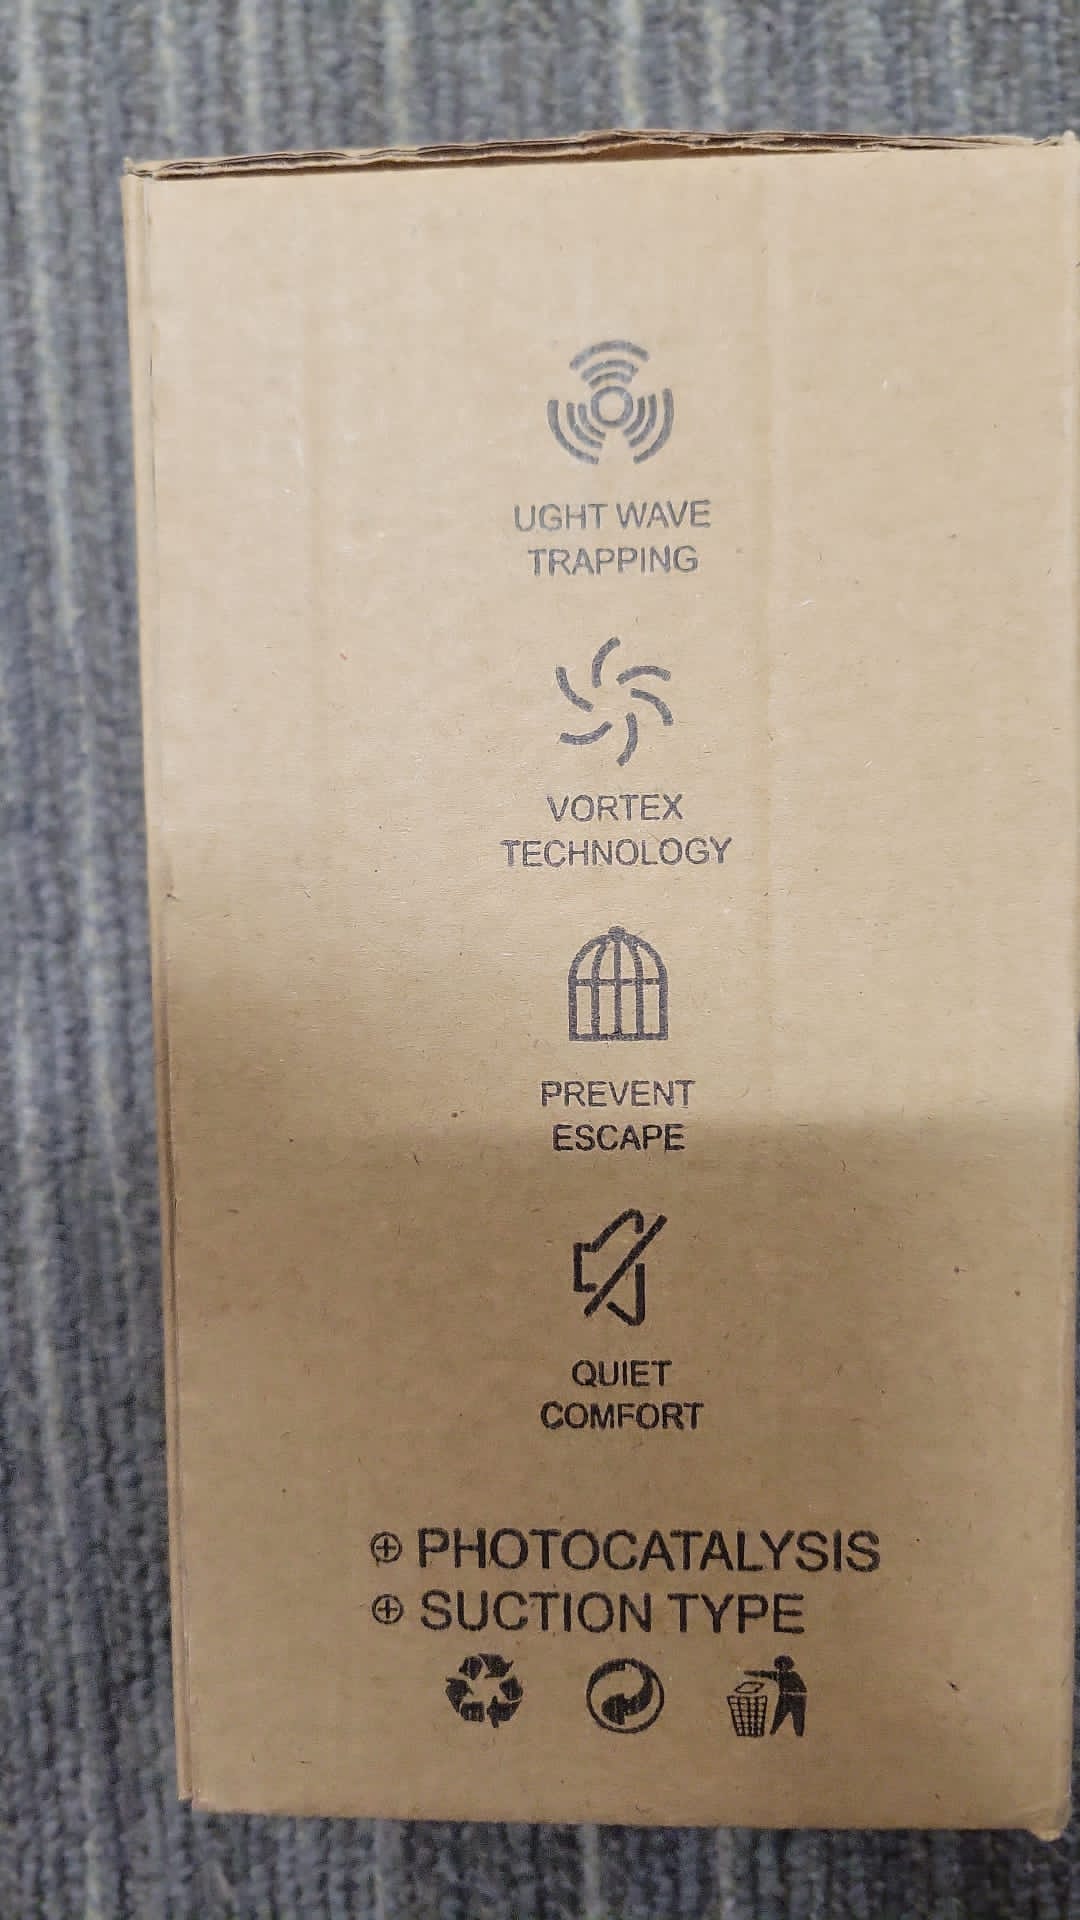 UGHT WAVE
TRAPPING
VORTEX
TECHNOLOGY
PREVENT
ESCAPE
QUIET
COMFORT
⊕ PHOTOCATALYSIS
⊕ SUCTION TYPE